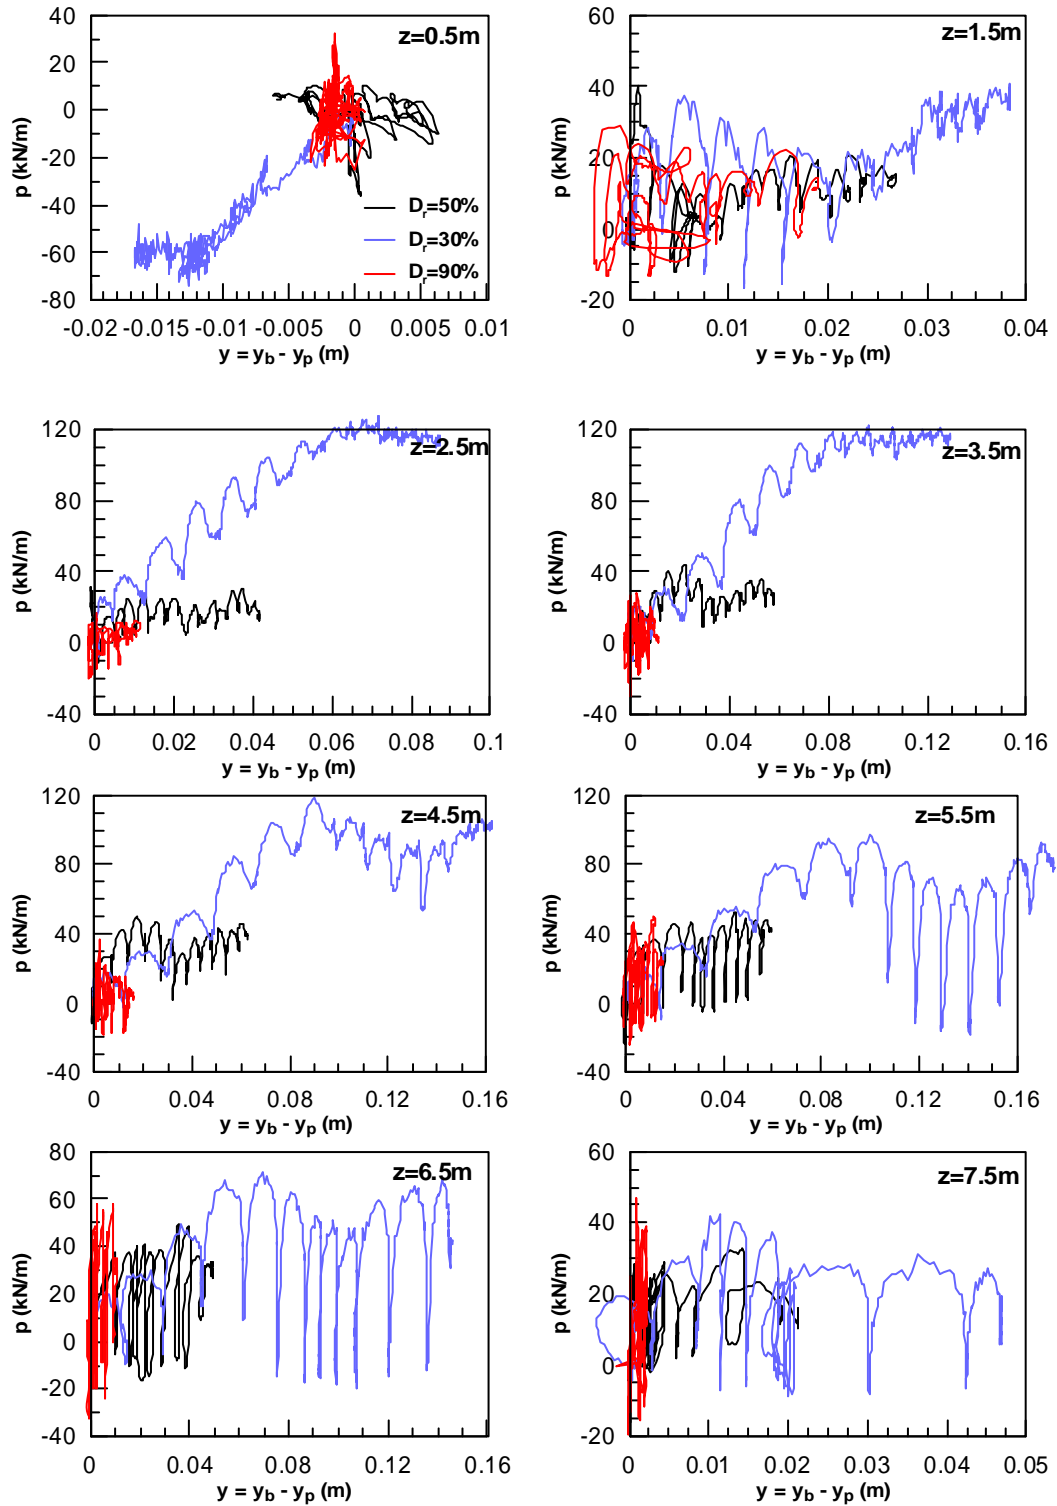 40
20
0
-20
-40
-60
-80
p (kN/m)
z=0.5m
Dr=50%
Dr=30%
Dr=90%
-0.02 -0.015 -0.01 -0.005 0 0.005 0.01
y = yb - yp (m)
60
40
20
0
-20
p (kN/m)
z=1.5m
0 0.01 0.02 0.03 0.04
y = yb - yp (m)
120
80
40
0
-40
p (kN/m)
z=2.5m
0 0.02 0.04 0.06 0.08 0.1
y = yb - yp (m)
120
80
40
0
-40
p (kN/m)
z=3.5m
0 0.04 0.08 0.12 0.16
y = yb - yp (m)
120
80
40
0
-40
p (kN/m)
z=4.5m
0 0.04 0.08 0.12 0.16
y = yb - yp (m)
120
80
40
0
-40
p (kN/m)
z=5.5m
0 0.04 0.08 0.12 0.16
y = yb - yp (m)
80
60
40
20
0
-20
-40
p (kN/m)
z=6.5m
0 0.04 0.08 0.12 0.16
y = yb - yp (m)
60
40
20
0
-20
p (kN/m)
z=7.5m
0 0.01 0.02 0.03 0.04 0.05
y = yb - yp (m)